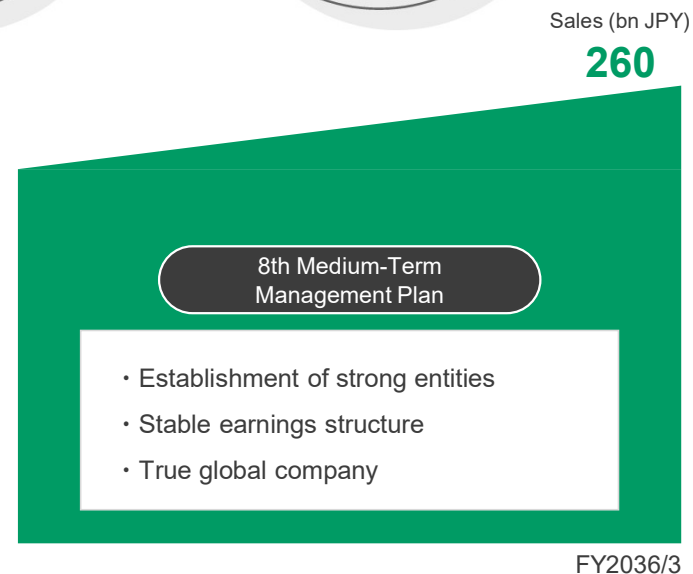 Sales (bn JPY)
260
8th Medium-Term
Management Plan
・Establishment of strong entities
・Stable earnings structure
・True global company
FY2036/3